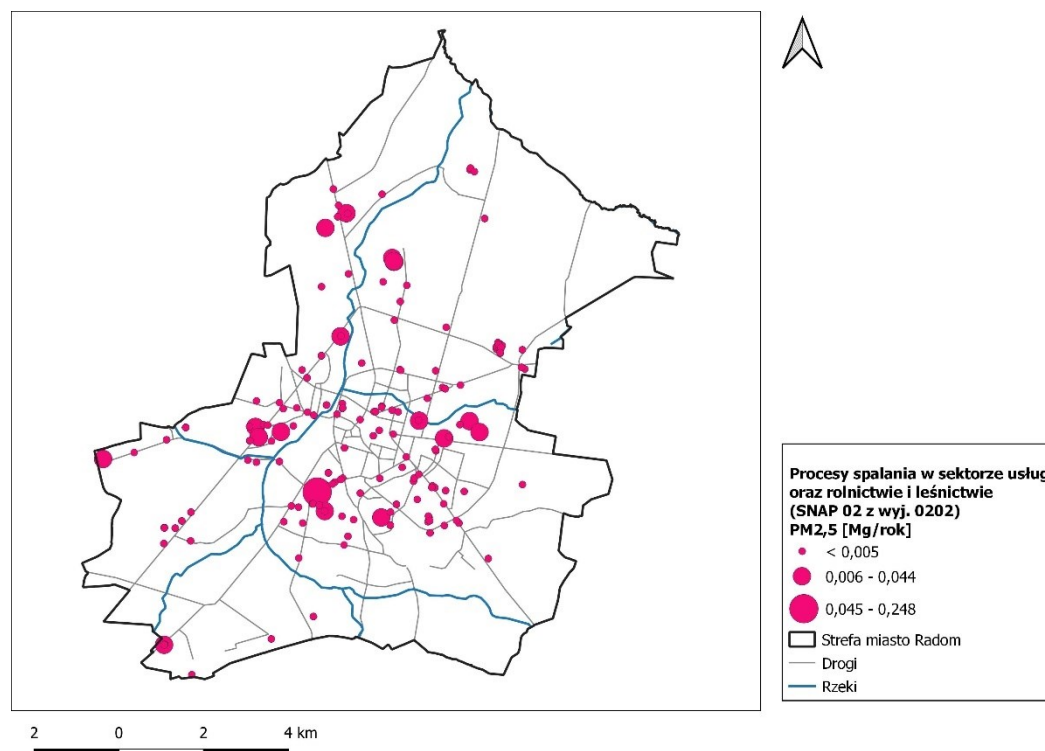 Procesy spalania w sektorze usług
oraz rolnictwie i leśnictwie
(SNAP 02 z wyj. 0202)
PM2,5 [Mg/rok]
< 0,005
0,006 - 0,044
0,045 - 0,248
Strefa miasto Radom
Drogi
Rzeki
2 0 2 4 km